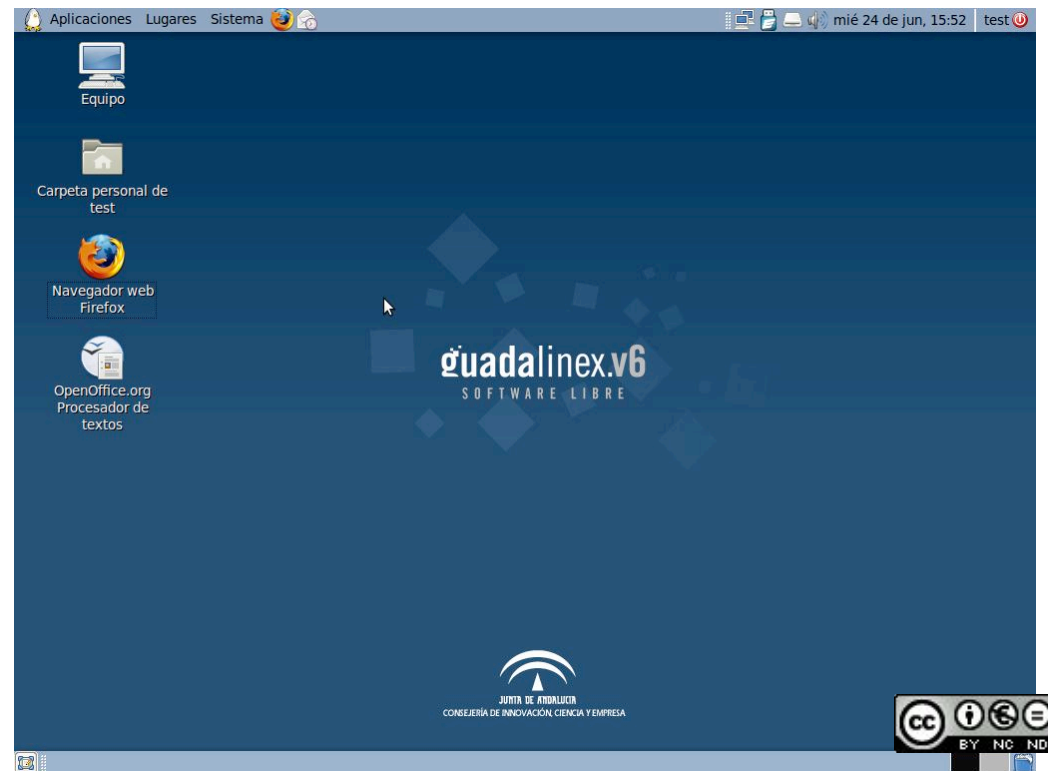 Aplicaciones Lugares Sistema
mié 24 de jun, 15:52 test
Equipo
Carpeta personal de
test
Navegador web
Firefox
OpenOffice.org
Procesador de
textos
guadalinex.v6
SOFTWARE LIBRE
JUNTA DE ANDALUCIA
CONSEJERÍA DE INNOVACIÓN, CIENCIA Y EMPRESA
cc
BY NC ND